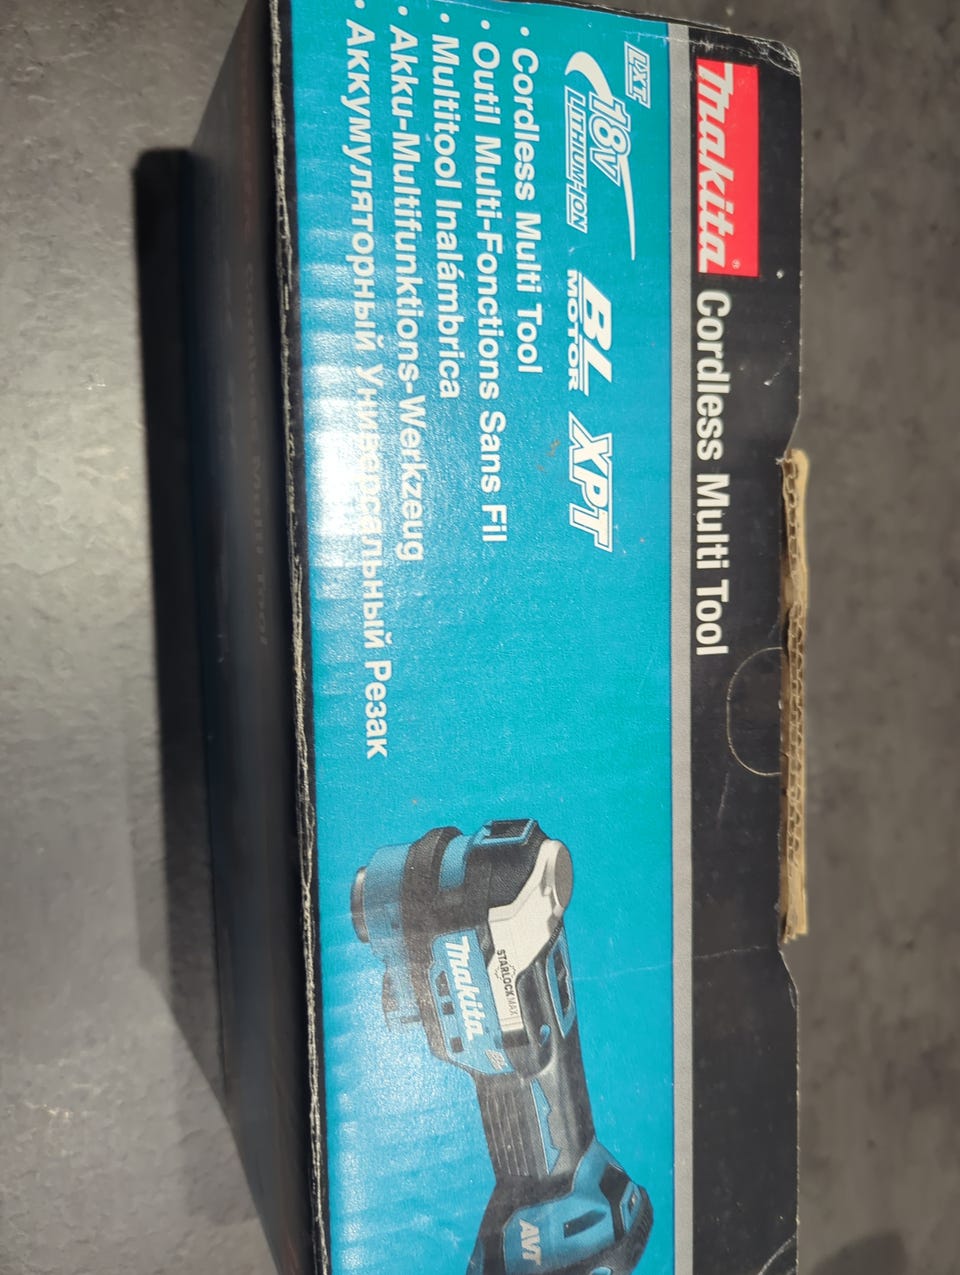 Makita® Cordless Multi Tool
LXT
18V
LITHIUM-ION
BL
MOTOR
XPT
• Cordless Multi Tool
• Outil Multi-Fonctions Sans Fil
• Multitool Inalámbrica
• Akku-Multifunktions-Werkzeug
• Аккумуляторный Универсальный Резак
STARLOCKMAX
Makita
AVT